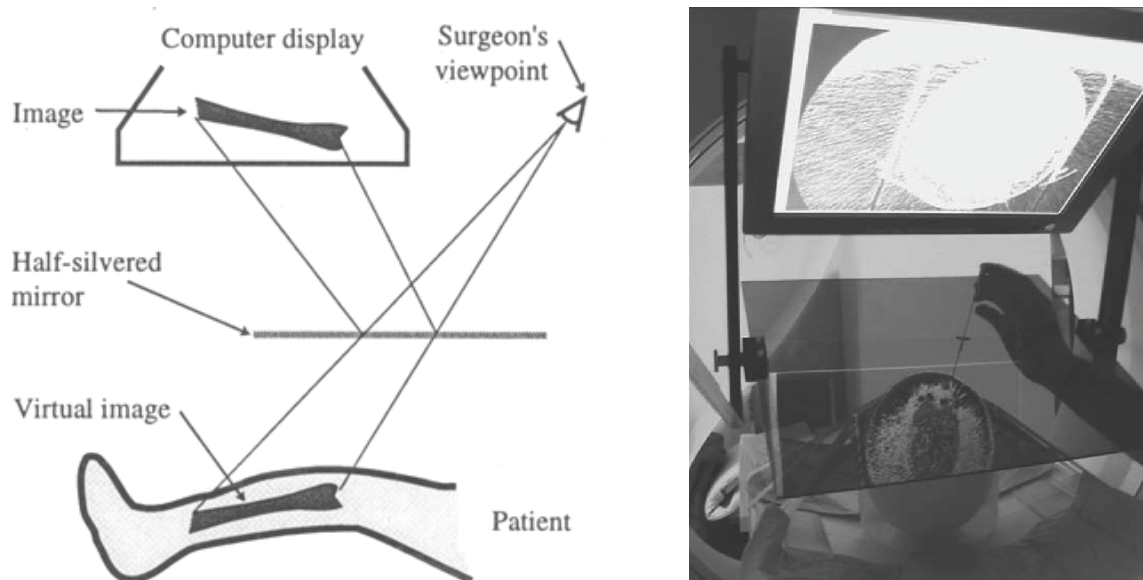 Computer display
Surgeon's
viewpoint
Image
Half-silvered
mirror
Virtual image
Patient